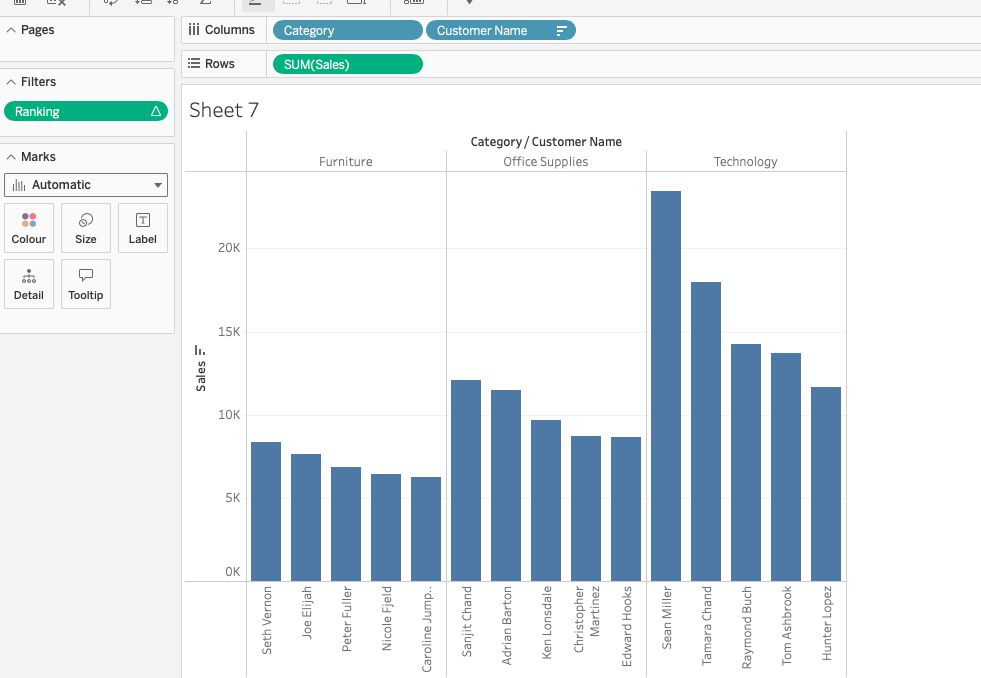 Pages
Columns
Category
Customer Name
Rows
SUM(Sales)
Filters
Ranking
Marks
Automatic
Colour
Size
Label
Detail
Tooltip
Sheet 7
Category / Customer Name
Furniture
Office Supplies
Technology
Sales
20K
15K
10K
5K
0K
Seth Vernon
Joe Elijah
Peter Fuller
Nicole Fjeld
Caroline Jump..
Sanjit Chand
Adrian Barton
Ken Lonsdale
Christopher
Martinez
Edward Hooks
Sean Miller
Tamara Chand
Raymond Buch
Tom Ashbrook
Hunter Lopez